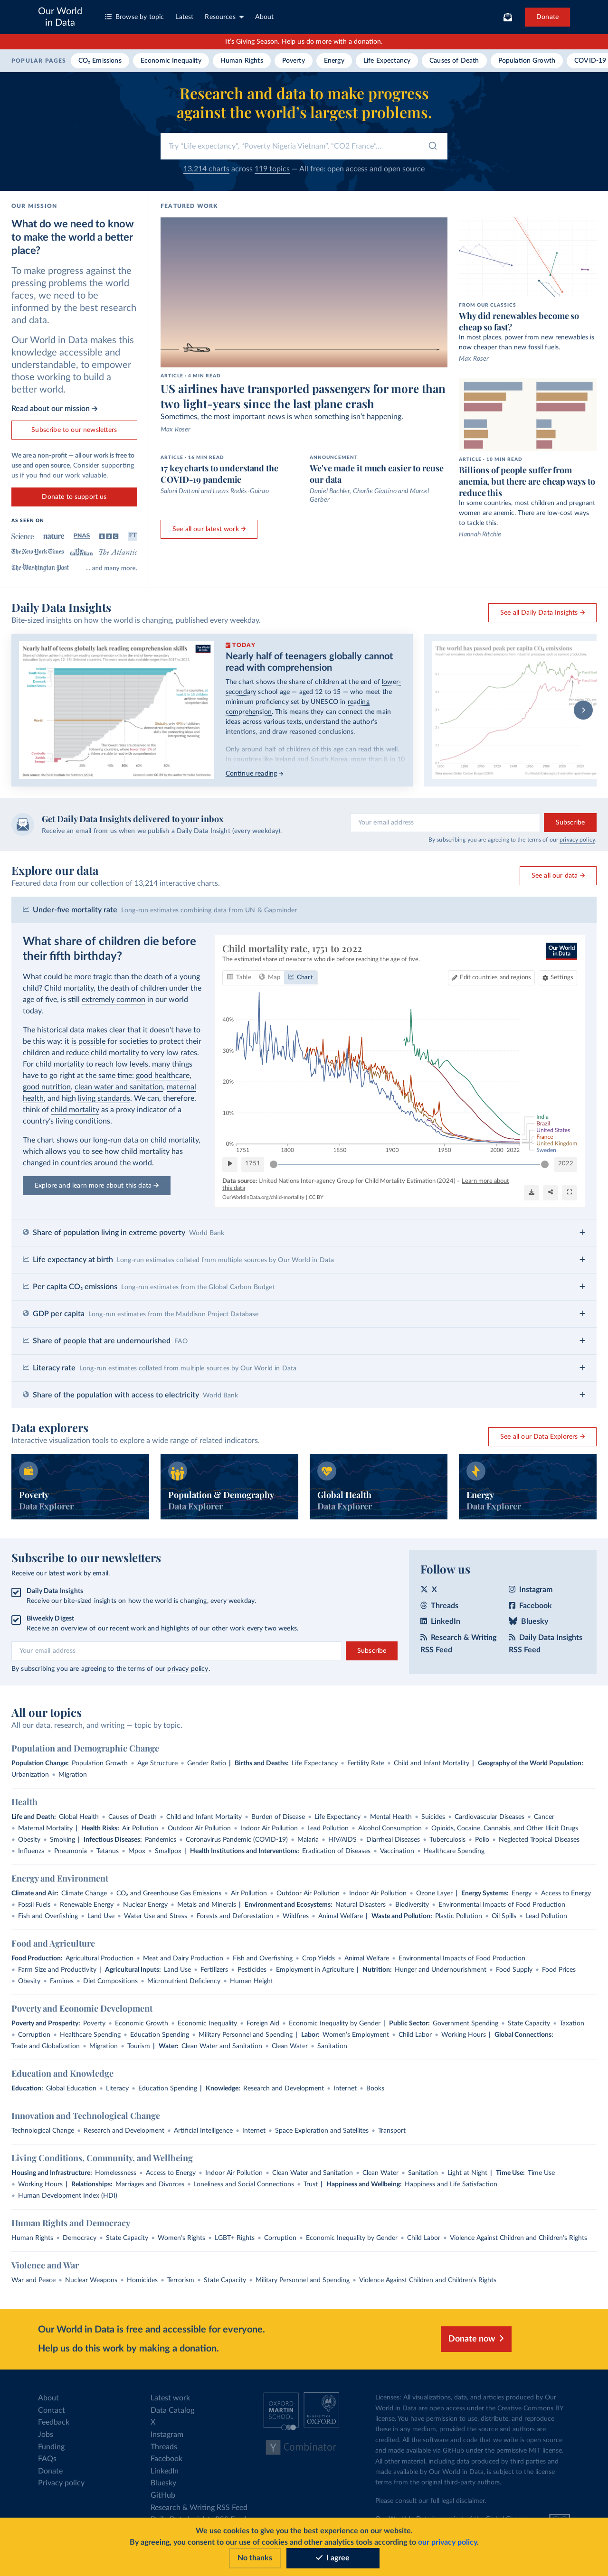 Our World
in Data
Browse by topic
Latest
Resources
About
Donate
It's Giving Season. Help us do more with a donation.
POPULAR PAGES
CO₂ Emissions
Economic Inequality
Human Rights
Poverty
Energy
Life Expectancy
Causes of Death
Population Growth
COVID-19
Research and data to make progress
against the world's largest problems.
Try "Life expectancy", "Poverty Nigeria Vietnam", "CO2 France"...
13,214 charts across 119 topics — All free: open access and open source
OUR MISSION
What do we need to know
to make the world a better
place?
To make progress against the
pressing problems the world
faces, we need to be
informed by the best research
and data.
Our World in Data makes this
knowledge accessible and
understandable, to empower
those working to build a
better world.
Read about our mission →
Subscribe to our newsletters
We are a non-profit — all our work is free to
use and open source. Consider supporting
us if you find our work valuable.
Donate to support us
AS SEEN ON
Science
nature
PNAS
BBC
FT
The New York Times
The Guardian
The Atlantic
The Washington Post
... and many more.
FEATURED WORK
ARTICLE - 4 MIN READ
US airlines have transported passengers for more than
two light-years since the last plane crash
Sometimes, the most important news is when something isn't happening.
Max Roser
ARTICLE - 16 MIN READ
17 key charts to understand the
COVID-19 pandemic
Saloni Dattani and Lucas Rodés-Guirao
ANNOUNCEMENT
We've made it much easier to reuse
our data
Daniel Bachler, Charlie Giattino and Marcel
Gerber
See all our latest work →
FROM OUR CLASSICS
Why did renewables become so
cheap so fast?
In most places, power from new renewables is
now cheaper than new fossil fuels.
Max Roser
ARTICLE - 10 MIN READ
Billions of people suffer from
anemia, but there are cheap ways to
reduce this
In some countries, most children and pregnant
women are anemic. There are low-cost ways
to tackle this.
Hannah Ritchie
Daily Data Insights
Bite-sized insights on how the world is changing, published every weekday.
See all Daily Data Insights →
Nearly half of teens globally lack reading comprehension skills
TODAY
Nearly half of teenagers globally cannot
read with comprehension
The chart shows the share of children at the end of lower-
secondary school age — aged 12 to 15 — who meet the
minimum proficiency set by UNESCO in reading
comprehension. This means they can connect the main
ideas across various texts, understand the author's
intentions, and draw reasoned conclusions.
Only around half of children of this age can read this well.
In countries like Ireland and South Korea, more than 8 in 10
Continue reading →
The world has passed peak per capita CO₂ emissions
Get Daily Data Insights delivered to your inbox
Receive an email from us when we publish a Daily Data Insight (every weekday).
Your email address
Subscribe
By subscribing you are agreeing to the terms of our privacy policy.
Explore our data
Featured data from our collection of 13,214 interactive charts.
See all our data →
Under-five mortality rate Long-run estimates combining data from UN & Gapminder
What share of children die before
their fifth birthday?
What could be more tragic than the death of a young
child? Child mortality, the death of children under the
age of five, is still extremely common in our world
today.
The historical data makes clear that it doesn't have to
be this way: it is possible for societies to protect their
children and reduce child mortality to very low rates.
For child mortality to reach low levels, many things
have to go right at the same time: good healthcare,
good nutrition, clean water and sanitation, maternal
health, and high living standards. We can, therefore,
think of child mortality as a proxy indicator of a
country's living conditions.
The chart shows our long-run data on child mortality,
which allows you to see how child mortality has
changed in countries around the world.
Explore and learn more about this data →
Child mortality rate, 1751 to 2022
The estimated share of newborns who die before reaching the age of five.
Our World
in Data
Table
Map
Chart
Edit countries and regions
Settings
40%
30%
20%
10%
0%
1751
1800
1850
1900
1950
2000
2022
India
Brazil
United States
France
United Kingdom
Sweden
1751
2022
Data source: United Nations Inter-agency Group for Child Mortality Estimation (2024) – Learn more about
this data
OurWorldinData.org/child-mortality | CC BY
Share of population living in extreme poverty World Bank
Life expectancy at birth Long-run estimates collated from multiple sources by Our World in Data
Per capita CO₂ emissions Long-run estimates from the Global Carbon Budget
GDP per capita Long-run estimates from the Maddison Project Database
Share of people that are undernourished FAO
Literacy rate Long-run estimates collated from multiple sources by Our World in Data
Share of the population with access to electricity World Bank
Data explorers
Interactive visualization tools to explore a wide range of related indicators.
See all our Data Explorers →
Poverty
Data Explorer
Population & Demography
Data Explorer
Global Health
Data Explorer
Energy
Data Explorer
Subscribe to our newsletters
Receive our latest work by email.
Daily Data Insights
Receive our bite-sized insights on how the world is changing, every weekday.
Biweekly Digest
Receive an overview of our recent work and highlights of our other work every two weeks.
Your email address
Subscribe
By subscribing you are agreeing to the terms of our privacy policy.
Follow us
X
Instagram
Threads
Facebook
LinkedIn
Bluesky
Research & Writing
RSS Feed
Daily Data Insights
RSS Feed
All our topics
All our data, research, and writing — topic by topic.
Population and Demographic Change
Population Change: Population Growth • Age Structure • Gender Ratio | Births and Deaths: Life Expectancy • Fertility Rate • Child and Infant Mortality | Geography of the World Population:
Urbanization • Migration
Health
Life and Death: Global Health • Causes of Death • Child and Infant Mortality • Burden of Disease • Life Expectancy • Mental Health • Suicides • Cardiovascular Diseases • Cancer
• Maternal Mortality | Health Risks: Air Pollution • Outdoor Air Pollution • Indoor Air Pollution • Lead Pollution • Alcohol Consumption • Opioids, Cocaine, Cannabis, and Other Illicit Drugs
• Obesity • Smoking | Infectious Diseases: Pandemics • Coronavirus Pandemic (COVID-19) • Malaria • HIV/AIDS • Diarrheal Diseases • Tuberculosis • Polio • Neglected Tropical Diseases
• Influenza • Pneumonia • Tetanus • Mpox • Smallpox | Health Institutions and Interventions: Eradication of Diseases • Vaccination • Healthcare Spending
Energy and Environment
Climate and Air: Climate Change • CO₂ and Greenhouse Gas Emissions • Air Pollution • Outdoor Air Pollution • Indoor Air Pollution • Ozone Layer | Energy Systems: Energy • Access to Energy
• Fossil Fuels • Renewable Energy • Nuclear Energy • Metals and Minerals | Environment and Ecosystems: Natural Disasters • Biodiversity • Environmental Impacts of Food Production
• Fish and Overfishing • Land Use • Water Use and Stress • Forests and Deforestation • Wildfires • Animal Welfare | Waste and Pollution: Plastic Pollution • Oil Spills • Lead Pollution
Food and Agriculture
Food Production: Agricultural Production • Meat and Dairy Production • Fish and Overfishing • Crop Yields • Animal Welfare • Environmental Impacts of Food Production
• Farm Size and Productivity | Agricultural Inputs: Land Use • Fertilizers • Pesticides • Employment in Agriculture | Nutrition: Hunger and Undernourishment • Food Supply • Food Prices
• Obesity • Famines • Diet Compositions • Micronutrient Deficiency • Human Height
Poverty and Economic Development
Poverty and Prosperity: Poverty • Economic Growth • Economic Inequality • Foreign Aid • Economic Inequality by Gender | Public Sector: Government Spending • State Capacity • Taxation
• Corruption • Healthcare Spending • Education Spending • Military Personnel and Spending | Labor: Women's Employment • Child Labor • Working Hours | Global Connections:
Trade and Globalization • Migration • Tourism | Water: Clean Water and Sanitation • Clean Water • Sanitation
Education and Knowledge
Education: Global Education • Literacy • Education Spending | Knowledge: Research and Development • Internet • Books
Innovation and Technological Change
Technological Change • Research and Development • Artificial Intelligence • Internet • Space Exploration and Satellites • Transport
Living Conditions, Community, and Wellbeing
Housing and Infrastructure: Homelessness • Access to Energy • Indoor Air Pollution • Clean Water and Sanitation • Clean Water • Sanitation • Light at Night | Time Use: Time Use
• Working Hours | Relationships: Marriages and Divorces • Loneliness and Social Connections • Trust | Happiness and Wellbeing: Happiness and Life Satisfaction
• Human Development Index (HDI)
Human Rights and Democracy
Human Rights • Democracy • State Capacity • Women's Rights • LGBT+ Rights • Corruption • Economic Inequality by Gender • Child Labor • Violence Against Children and Children's Rights
Violence and War
War and Peace • Nuclear Weapons • Homicides • Terrorism • State Capacity • Military Personnel and Spending • Violence Against Children and Children's Rights
Our World in Data is free and accessible for everyone.
Help us do this work by making a donation.
Donate now
About
Contact
Feedback
Jobs
Funding
FAQs
Donate
Privacy policy
Latest work
Data Catalog
X
Instagram
Threads
Facebook
LinkedIn
Bluesky
GitHub
Research & Writing RSS Feed
OXFORD
MARTIN
SCHOOL
UNIVERSITY OF
OXFORD
Y Combinator
Licenses: All visualizations, data, and articles produced by Our
World in Data are open access under the Creative Commons BY
license. You have permission to use, distribute, and reproduce
these in any medium, provided the source and authors are
credited. All the software and code that we write is open source
and made available via GitHub under the permissive MIT license.
All other material, including data produced by third parties and
made available by Our World in Data, is subject to the license
terms from the original third-party authors.
Please consult our full legal disclaimer.
We use cookies to give you the best experience on our website.
By agreeing, you consent to our use of cookies and other analytics tools according to our privacy policy.
No thanks
I agree